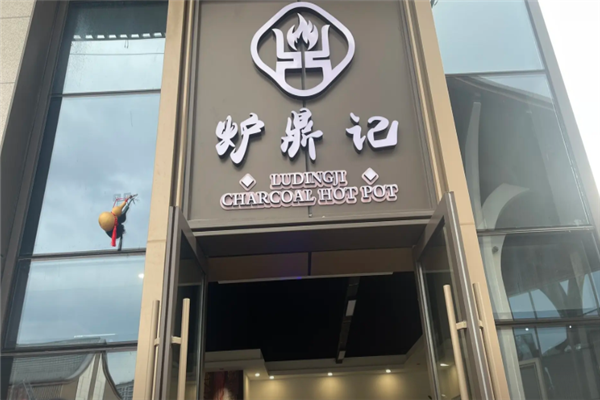 炉鼎记
LUDINGJI
CHARCOAL HOT POT